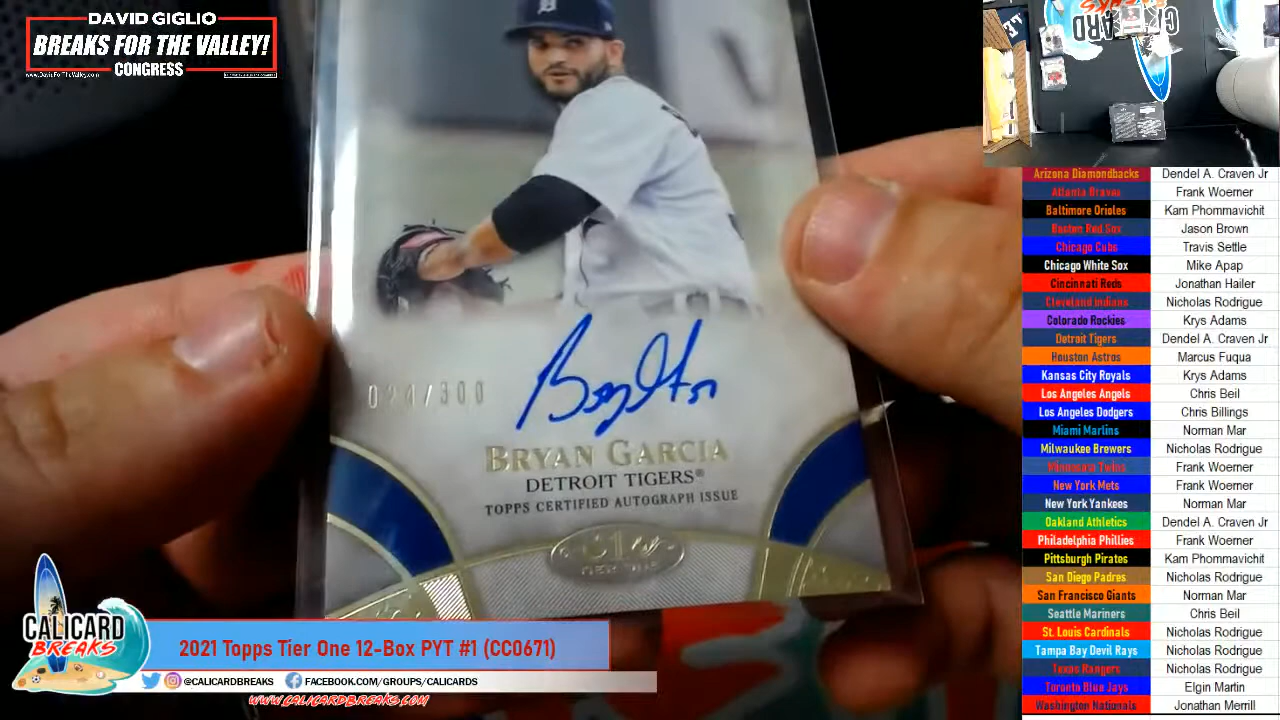 DAVID GIGLIO
BREAKS FOR THE VALLEY!
CONGRESS
www.DavidForTheValley.com
/300
BRYAN GARCIA
DETROIT TIGERS®
TOPPS CERTIFIED AUTOGRAPH ISSUE
TIER ONE
CALICARD
BREAKS
2021 Topps Tier One 12-Box PYT #1 (CC0671)
@CALICARDBREAKS FACEBOOK.COM/GROUPS/CALICARDS
WWW.CALICARDBREAKS.COM
Arizona Diamondbacks Dendel A. Craven Jr
Atlanta Braves Frank Woerner
Baltimore Orioles Kam Phommavichit
Boston Red Sox Jason Brown
Chicago Cubs Travis Settle
Chicago White Sox Mike Apap
Cincinnati Reds Jonathan Hailer
Cleveland Indians Nicholas Rodrigue
Colorado Rockies Krys Adams
Detroit Tigers Dendel A. Craven Jr
Houston Astros Marcus Fuqua
Kansas City Royals Krys Adams
Los Angeles Angels Chris Beil
Los Angeles Dodgers Chris Billings
Miami Marlins Norman Mar
Milwaukee Brewers Nicholas Rodrigue
Minnesota Twins Frank Woerner
New York Mets Frank Woerner
New York Yankees Norman Mar
Oakland Athletics Dendel A. Craven Jr
Philadelphia Phillies Frank Woerner
Pittsburgh Pirates Kam Phommavichit
San Diego Padres Nicholas Rodrigue
San Francisco Giants Norman Mar
Seattle Mariners Chris Beil
St. Louis Cardinals Nicholas Rodrigue
Tampa Bay Devil Rays Nicholas Rodrigue
Texas Rangers Nicholas Rodrigue
Toronto Blue Jays Elgin Martin
Washington Nationals Jonathan Merrill